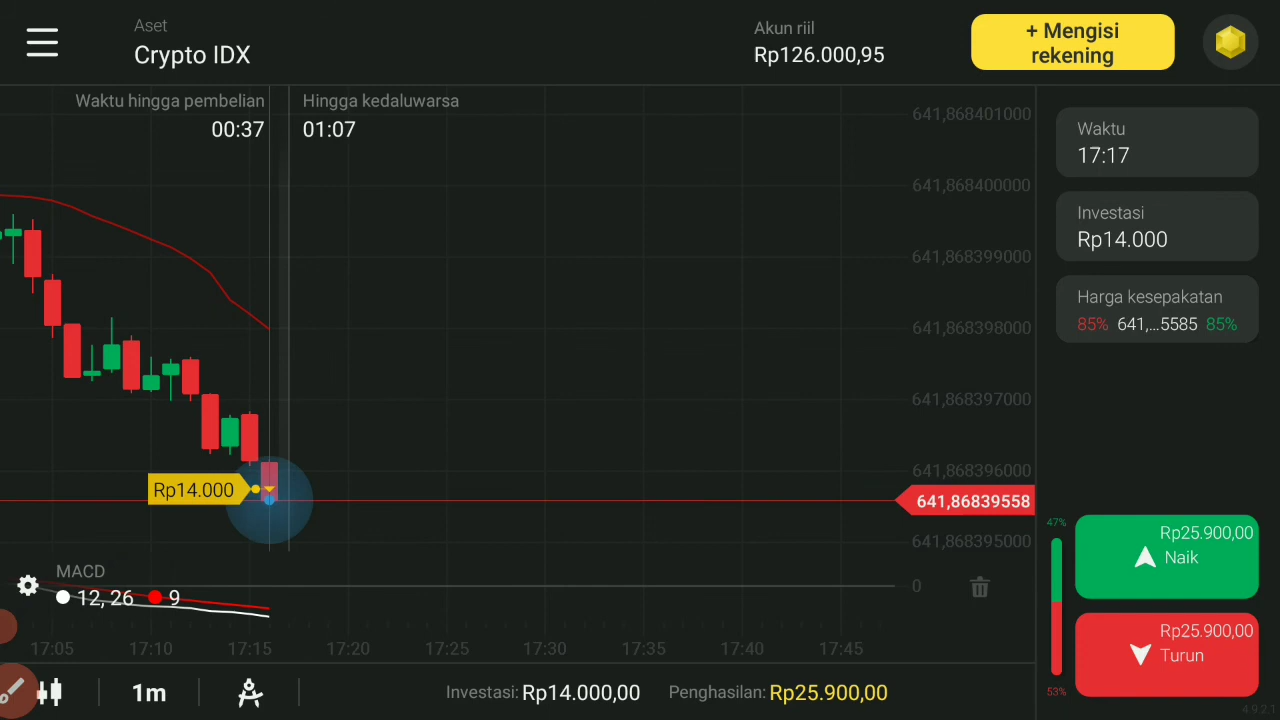 Aset
Crypto IDX
Akun riil
Rp126.000,95
+ Mengisi
rekening
Waktu hingga pembelian
00:37
Hingga kedaluwarsa
01:07
641,868401000
641,868400000
641,868399000
641,868398000
641,868397000
641,868396000
641,86839558
641,868395000
0
Rp14.000
Waktu
17:17
Investasi
Rp14.000
Harga kesepakatan
85% 641,...5585 85%
47%
Rp25.900,00
Naik
Rp25.900,00
Turun
53%
MACD
12, 26 9
17:05 17:10 17:15 17:20 17:25 17:30 17:35 17:40 17:45
1m
Investasi: Rp14.000,00 Penghasilan: Rp25.900,00